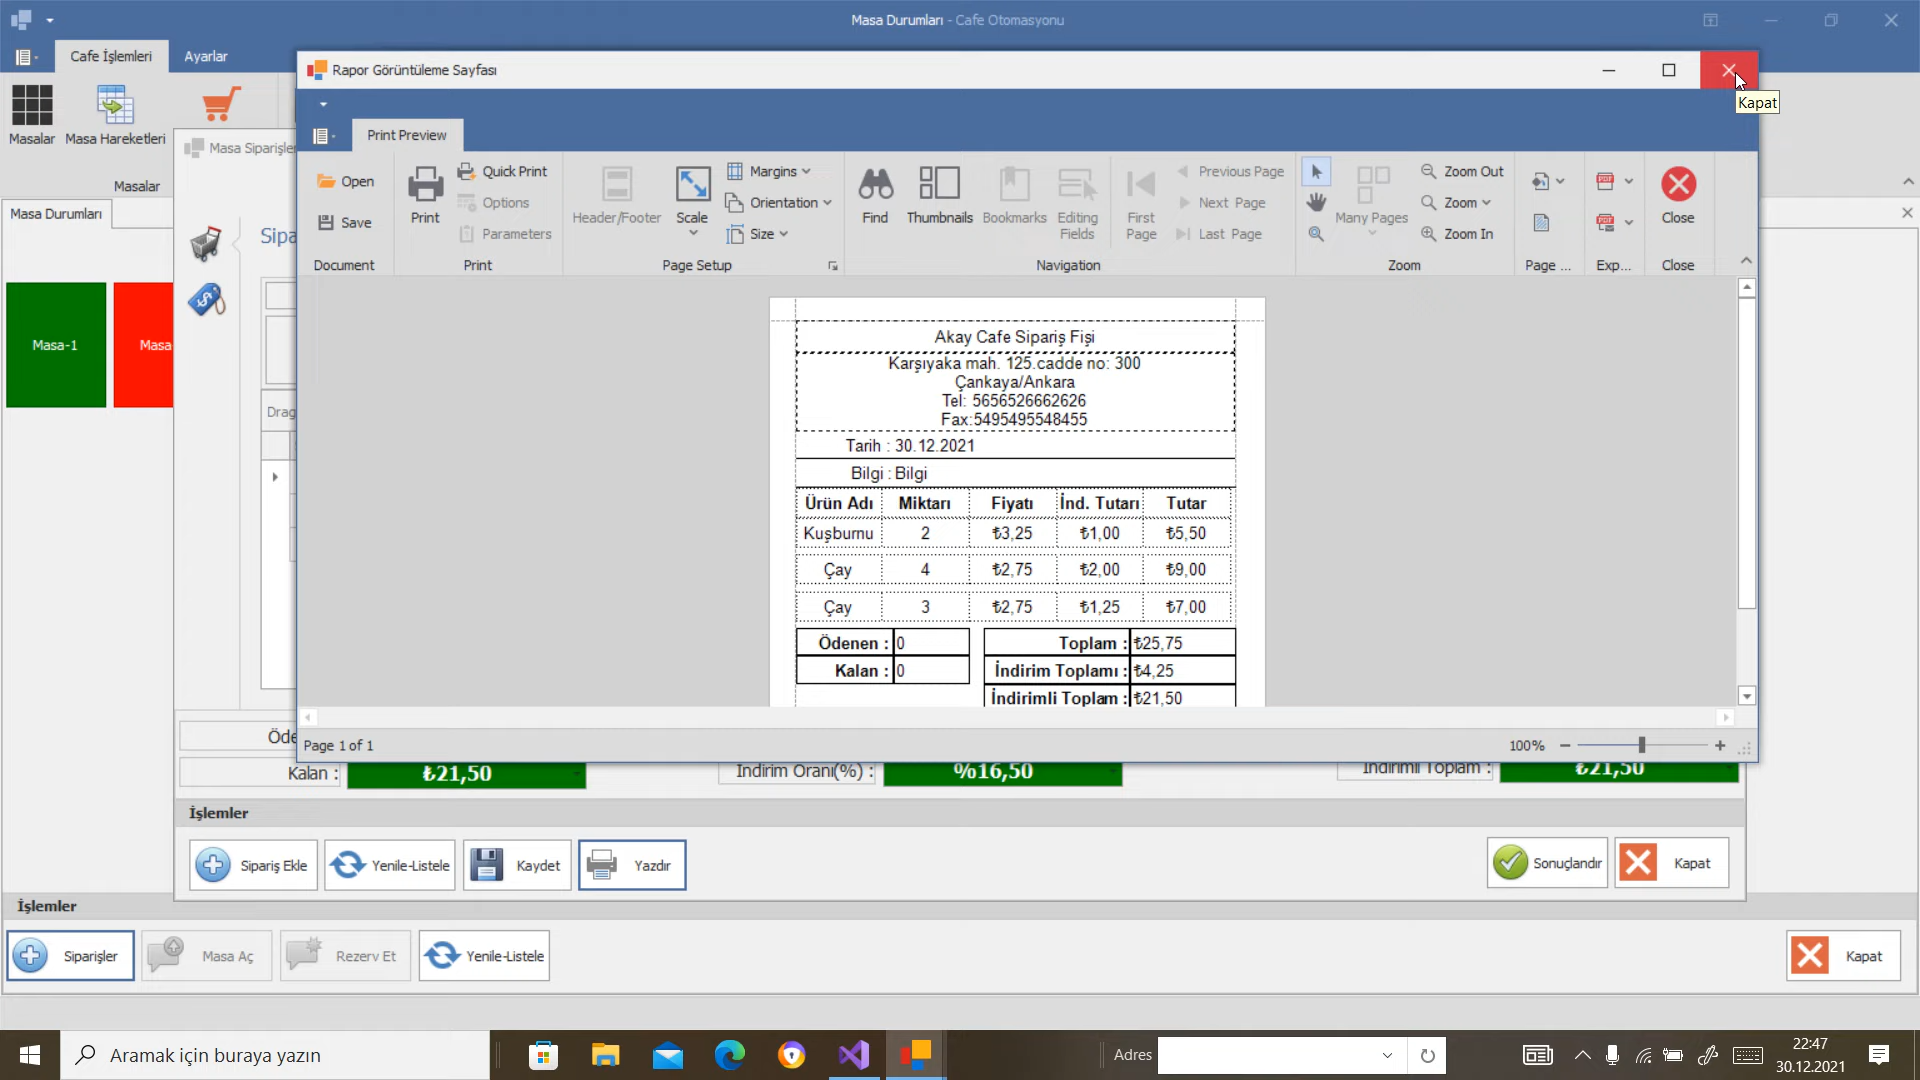 Masa Durumları - Cafe Otomasyonu
Cafe İşlemleri
Ayarlar
Masalar
Masa Hareketleri
Masalar
Masa Durumları
Masa-1
Masa
Masa Siparişler
Sipa
Drag
Rapor Görüntüleme Sayfası
Kapat
Print Preview
Open
Save
Document
Print
Quick Print
Options
Parameters
Print
Header/Footer
Scale
Margins
Orientation
Size
Page Setup
Find
Thumbnails
Bookmarks
Editing Fields
First Page
Previous Page
Next Page
Last Page
Navigation
Many Pages
Zoom Out
Zoom
Zoom In
Zoom
Page ...
Exp...
Close
Close
Akay Cafe Sipariş Fişi
Karşıyaka mah. 125.cadde no: 300
Çankaya/Ankara
Tel: 5656526662626
Fax:5495495548455
Tarih : 30.12.2021
Bilgi : Bilgi
Ürün Adı Miktarı Fiyatı İnd. Tutarı Tutar
Kuşburnu 2 ₺3,25 ₺1,00 ₺5,50
Çay 4 ₺2,75 ₺2,00 ₺9,00
Çay 3 ₺2,75 ₺1,25 ₺7,00
Ödenen : 0 Toplam : ₺25,75
Kalan : 0 İndirim Toplamı : ₺4,25
İndirimli Toplam : ₺21,50
Page 1 of 1
100%
Öde
Kalan : ₺21,50
İndirim Oranı(%) : %16,50
İndirimli Toplam : ₺21,50
İşlemler
Sipariş Ekle
Yenile-Listele
Kaydet
Yazdır
Sonuçlandır
Kapat
İşlemler
Siparişler
Masa Aç
Rezerv Et
Yenile-Listele
Kapat
Aramak için buraya yazın
Adres
22:47
30.12.2021